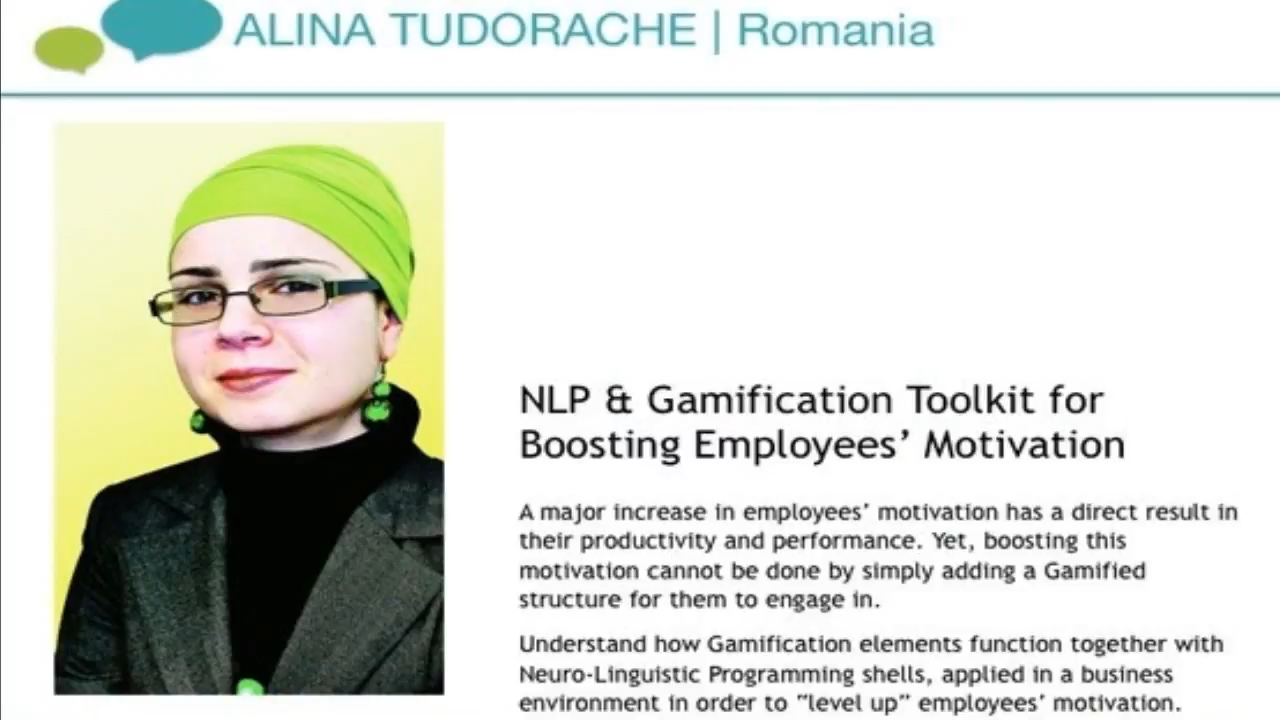 ALINA TUDORACHE | Romania
NLP & Gamification Toolkit for
Boosting Employees’ Motivation
A major increase in employees’ motivation has a direct result in
their productivity and performance. Yet, boosting this
motivation cannot be done by simply adding a Gamified
structure for them to engage in.
Understand how Gamification elements function together with
Neuro-Linguistic Programming shells, applied in a business
environment in order to “level up” employees’ motivation.